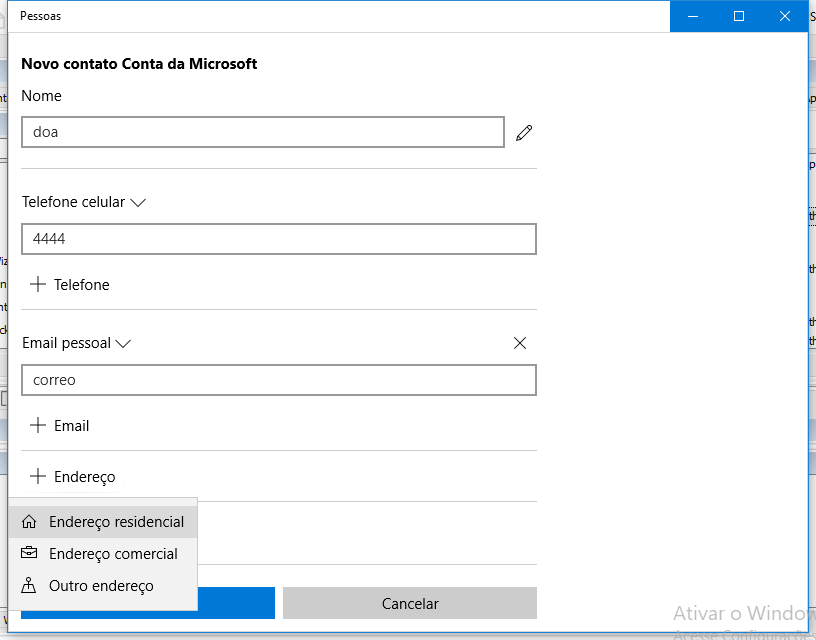 Pessoas
Novo contato Conta da Microsoft
Nome
doa
Telefone celular
4444
Telefone
Email pessoal
correo
Email
Endereço
Endereço residencial
Endereço comercial
Outro endereço
Cancelar
Ativar o Window
Acesse Configurações